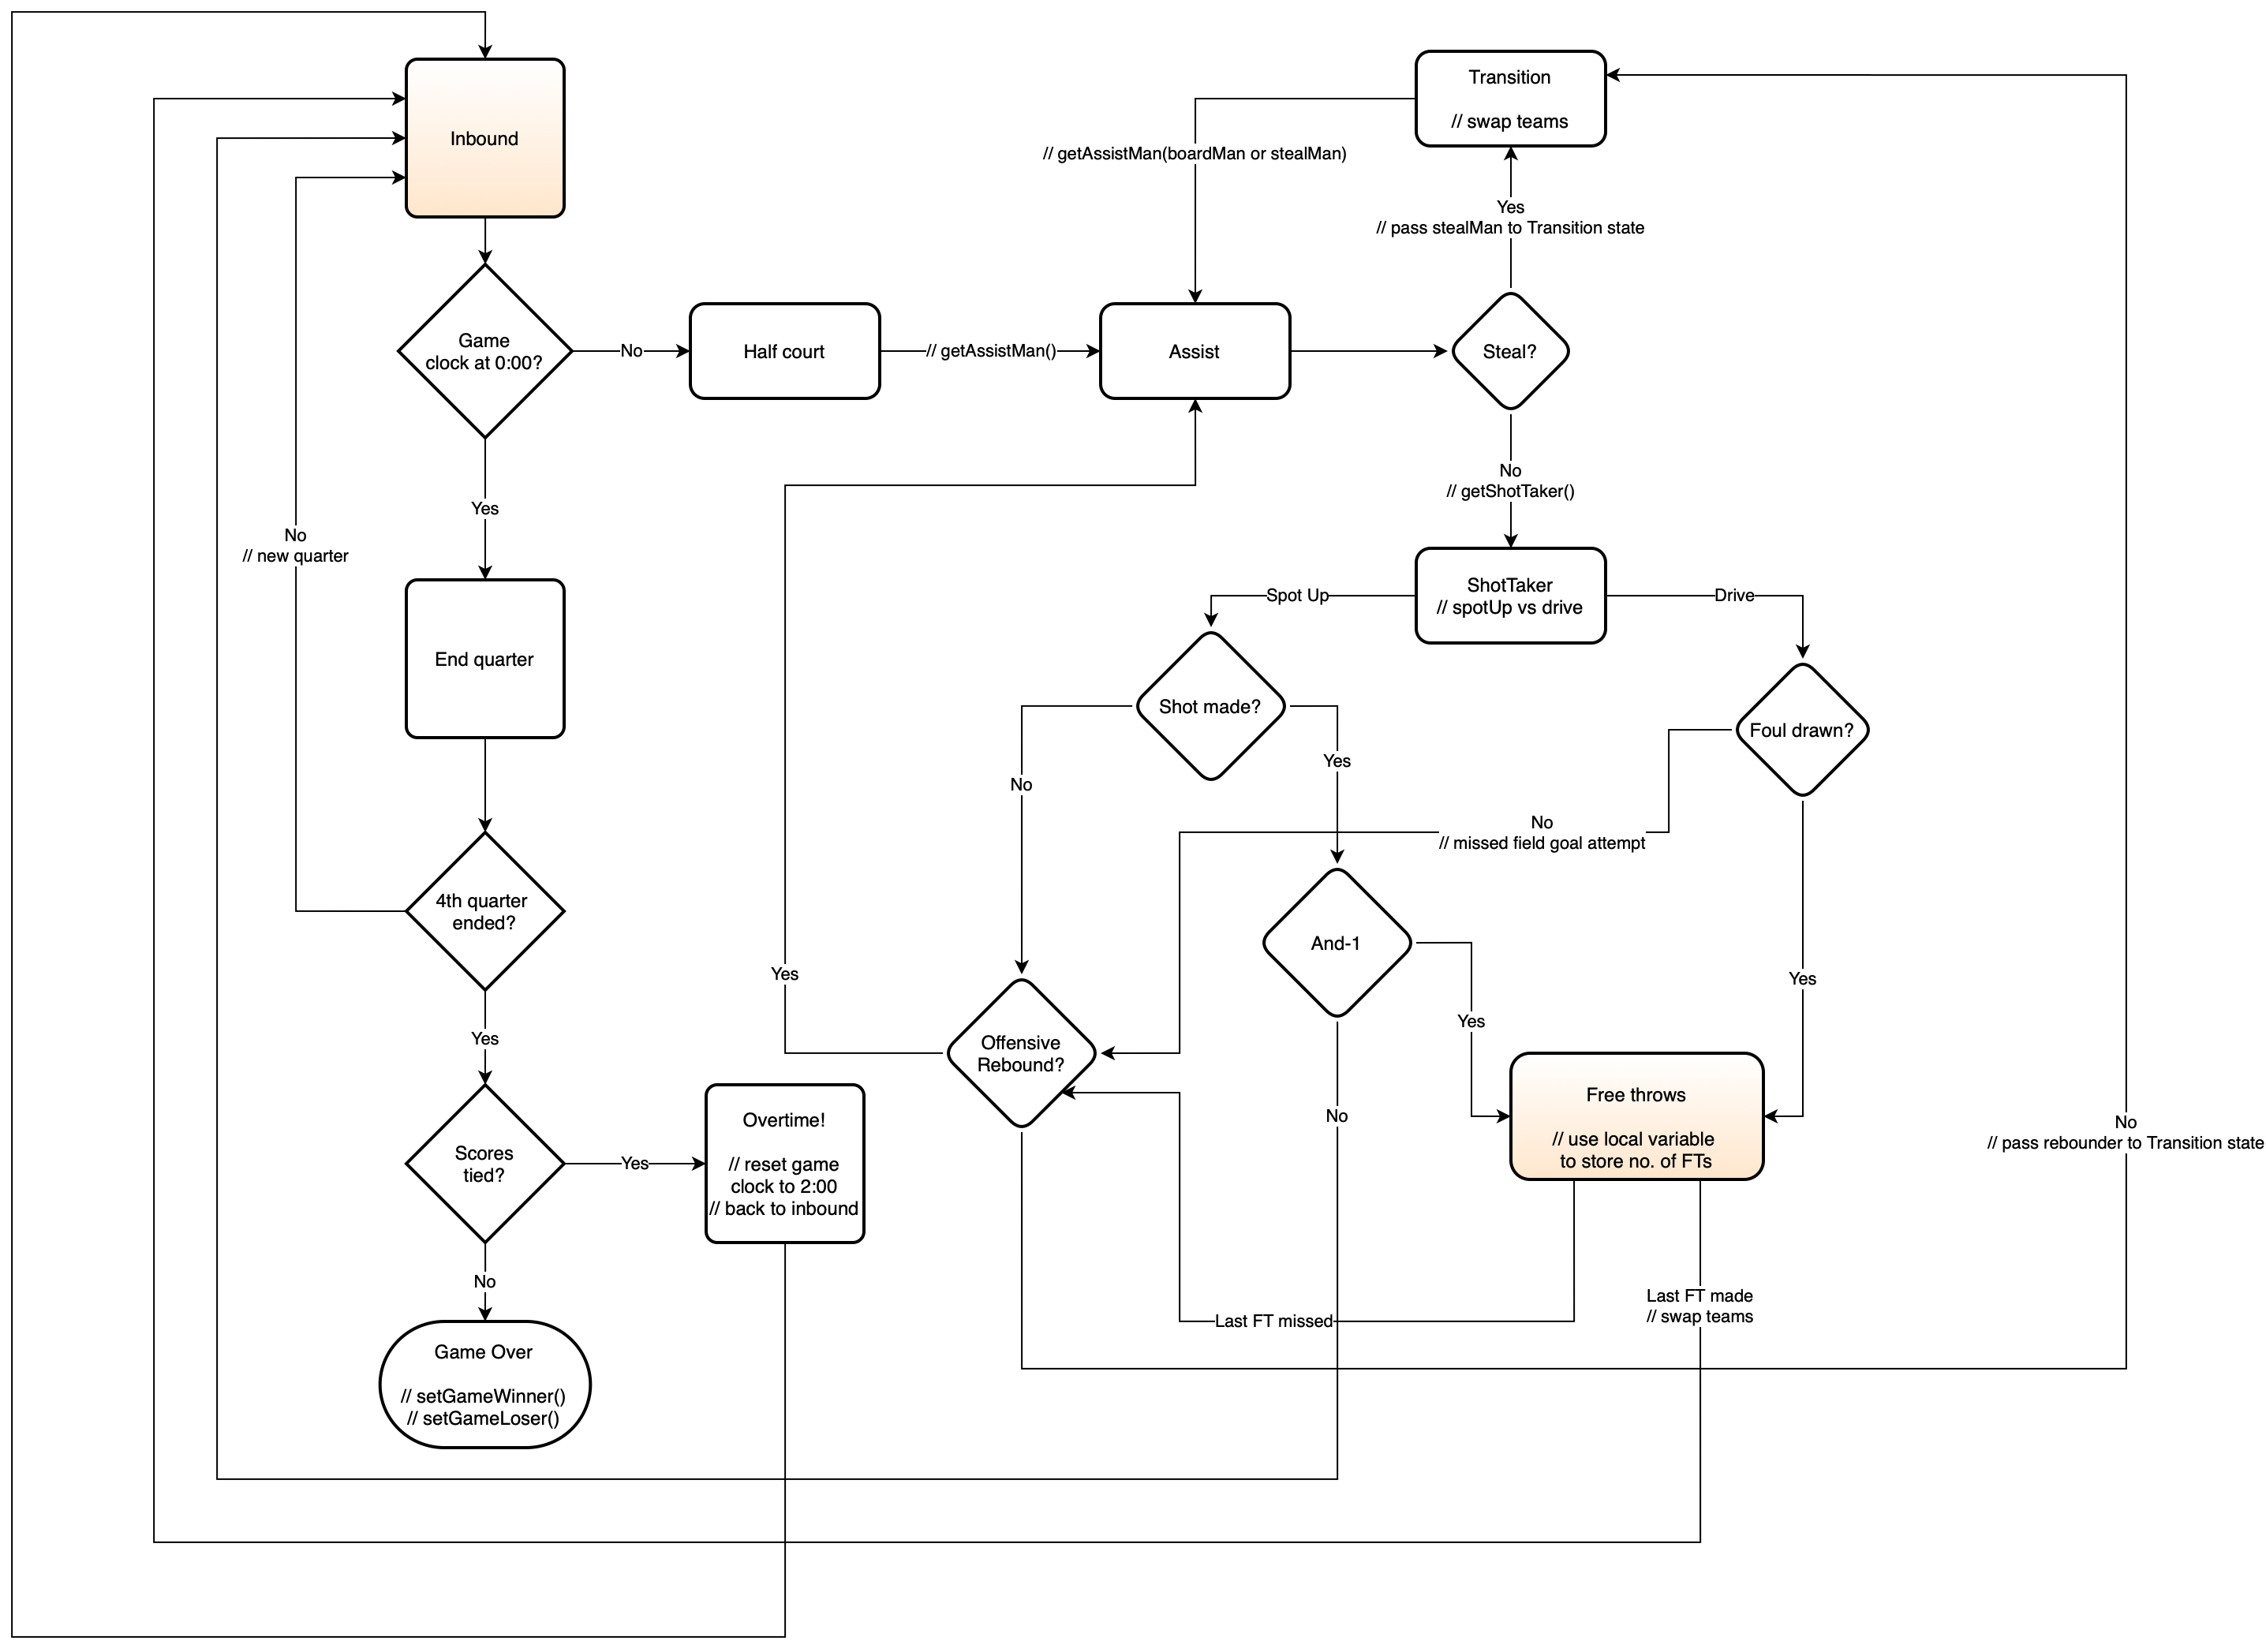 Inbound
Transition
// swap teams
// getAssistMan(boardMan or stealMan)
Yes
// pass stealMan to Transition state
Game
clock at 0:00?
No
Half court
// getAssistMan()
Assist
Steal?
No
// getShotTaker()
Yes
No
// new quarter
ShotTaker
// spotUp vs drive
Spot Up
Drive
End quarter
Shot made?
Foul drawn?
Yes
No
No
// missed field goal attempt
4th quarter
ended?
And-1
Yes
Yes
Yes
Yes
Offensive
Rebound?
No
Free throws
// use local variable
to store no. of FTs
No
// pass rebounder to Transition state
Yes
Scores
tied?
Yes
Overtime!
// reset game
clock to 2:00
// back to inbound
No
Last FT missed
Last FT made
// swap teams
Game Over
// setGameWinner()
// setGameLoser()